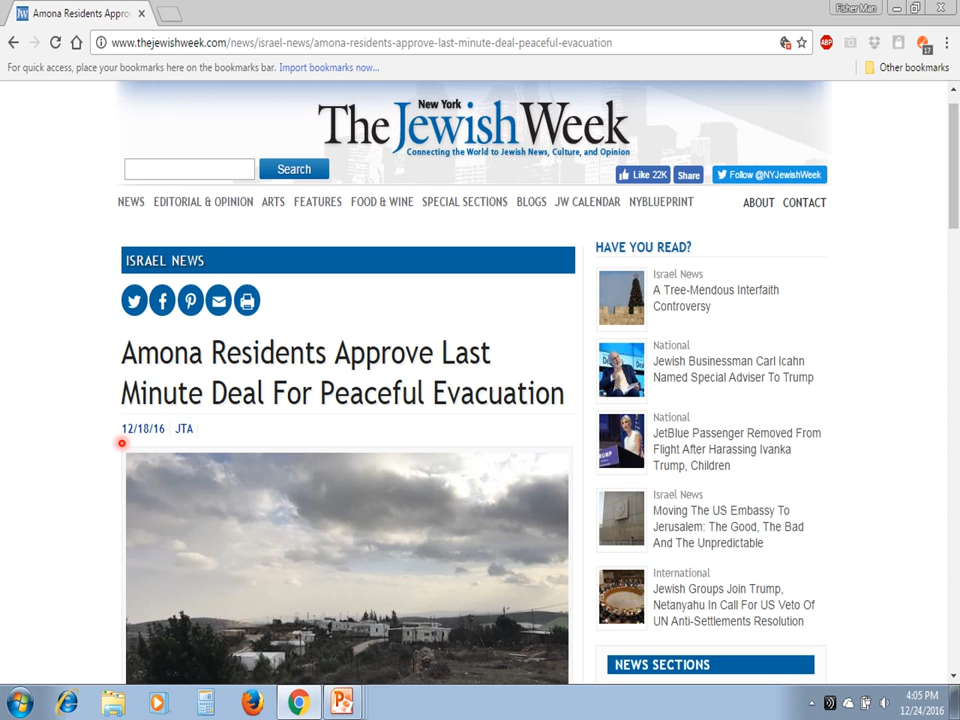 Amona Residents Appro
Fisher Man
www.thejewishweek.com/news/israel-news/amona-residents-approve-last-minute-deal-peaceful-evacuation
ABP
17
For quick access, place your bookmarks here on the bookmarks bar. Import bookmarks now...
Other bookmarks
New York
The Jewish Week
Connecting the World to Jewish News, Culture, and Opinion
Search
Like 22K
Share
Follow @NYJewishWeek
NEWS EDITORIAL & OPINION ARTS FEATURES FOOD & WINE SPECIAL SECTIONS BLOGS JW CALENDAR NYBLUEPRINT ABOUT CONTACT
ISRAEL NEWS
Amona Residents Approve Last
Minute Deal For Peaceful Evacuation
12/18/16 JTA
HAVE YOU READ?
Israel News
A Tree-Mendous Interfaith
Controversy
National
Jewish Businessman Carl Icahn
Named Special Adviser To Trump
National
JetBlue Passenger Removed From
Flight After Harassing Ivanka
Trump, Children
Israel News
Moving The US Embassy To
Jerusalem: The Good, The Bad
And The Unpredictable
International
Jewish Groups Join Trump,
Netanyahu In Call For US Veto Of
UN Anti-Settlements Resolution
NEWS SECTIONS
4:05 PM
12/24/2016